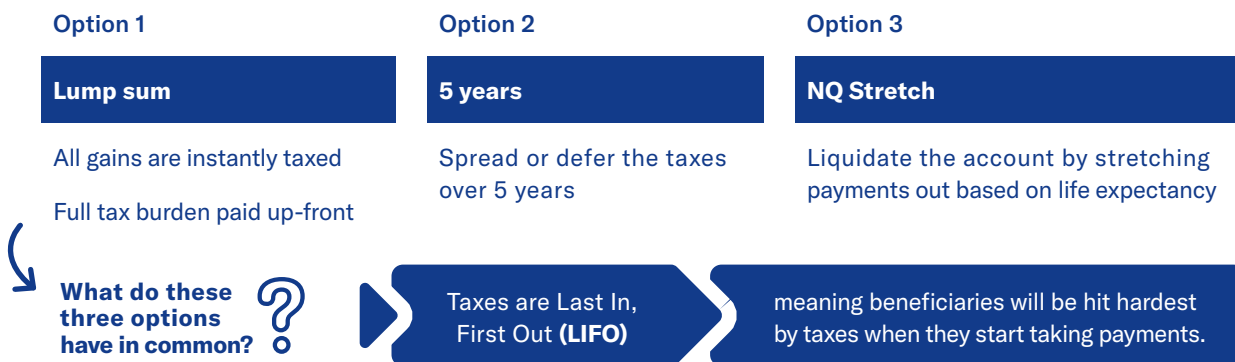 Option 1
Lump sum
All gains are instantly taxed
Full tax burden paid up-front
Option 2
5 years
Spread or defer the taxes
over 5 years
Option 3
NQ Stretch
Liquidate the account by stretching
payments out based on life expectancy
What do these
three options
have in common?
?
Taxes are Last In,
First Out (LIFO)
meaning beneficiaries will be hit hardest
by taxes when they start taking payments.